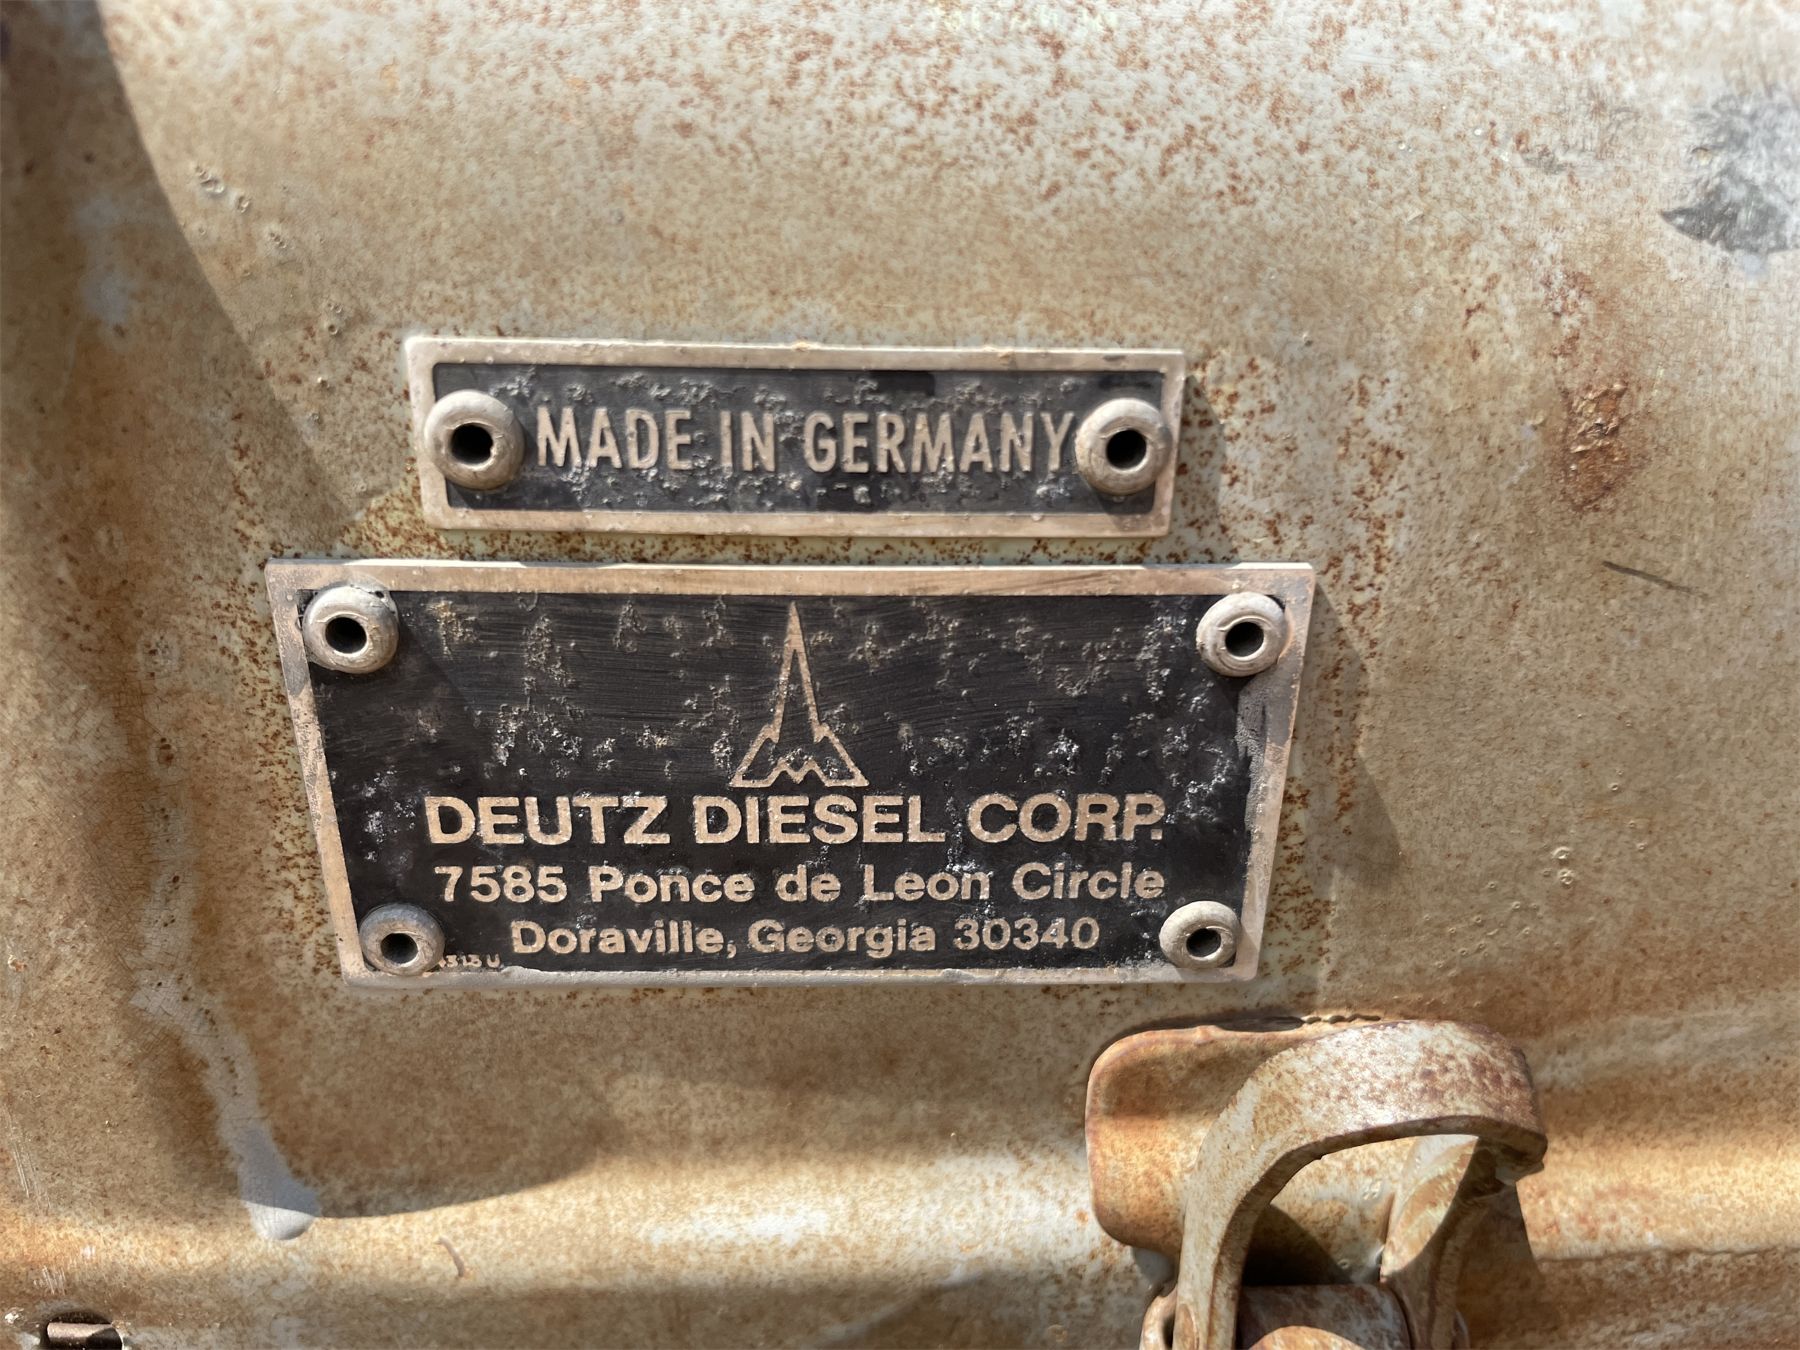 MADE IN GERMANY
DEUTZ DIESEL CORP.
7585 Ponce de Leon Circle
Doraville, Georgia 30340